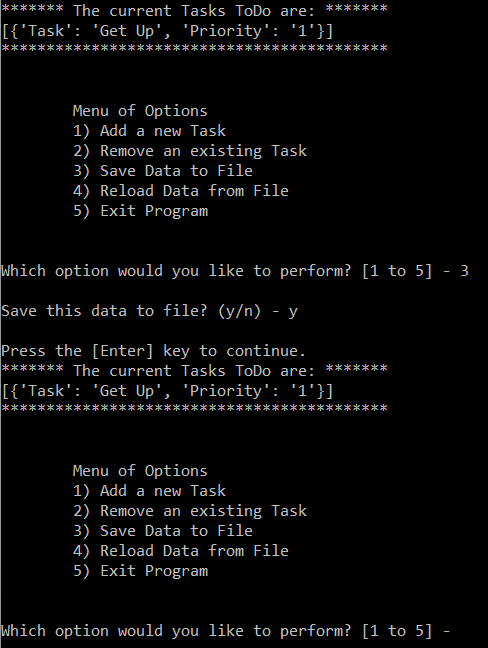 ******* The current Tasks ToDo are: *******
[{'Task': 'Get Up', 'Priority': '1'}]
*******************************************
Menu of Options
1) Add a new Task
2) Remove an existing Task
3) Save Data to File
4) Reload Data from File
5) Exit Program
Which option would you like to perform? [1 to 5] - 3
Save this data to file? (y/n) - y
Press the [Enter] key to continue.
******* The current Tasks ToDo are: *******
[{'Task': 'Get Up', 'Priority': '1'}]
*******************************************
Menu of Options
1) Add a new Task
2) Remove an existing Task
3) Save Data to File
4) Reload Data from File
5) Exit Program
Which option would you like to perform? [1 to 5] -